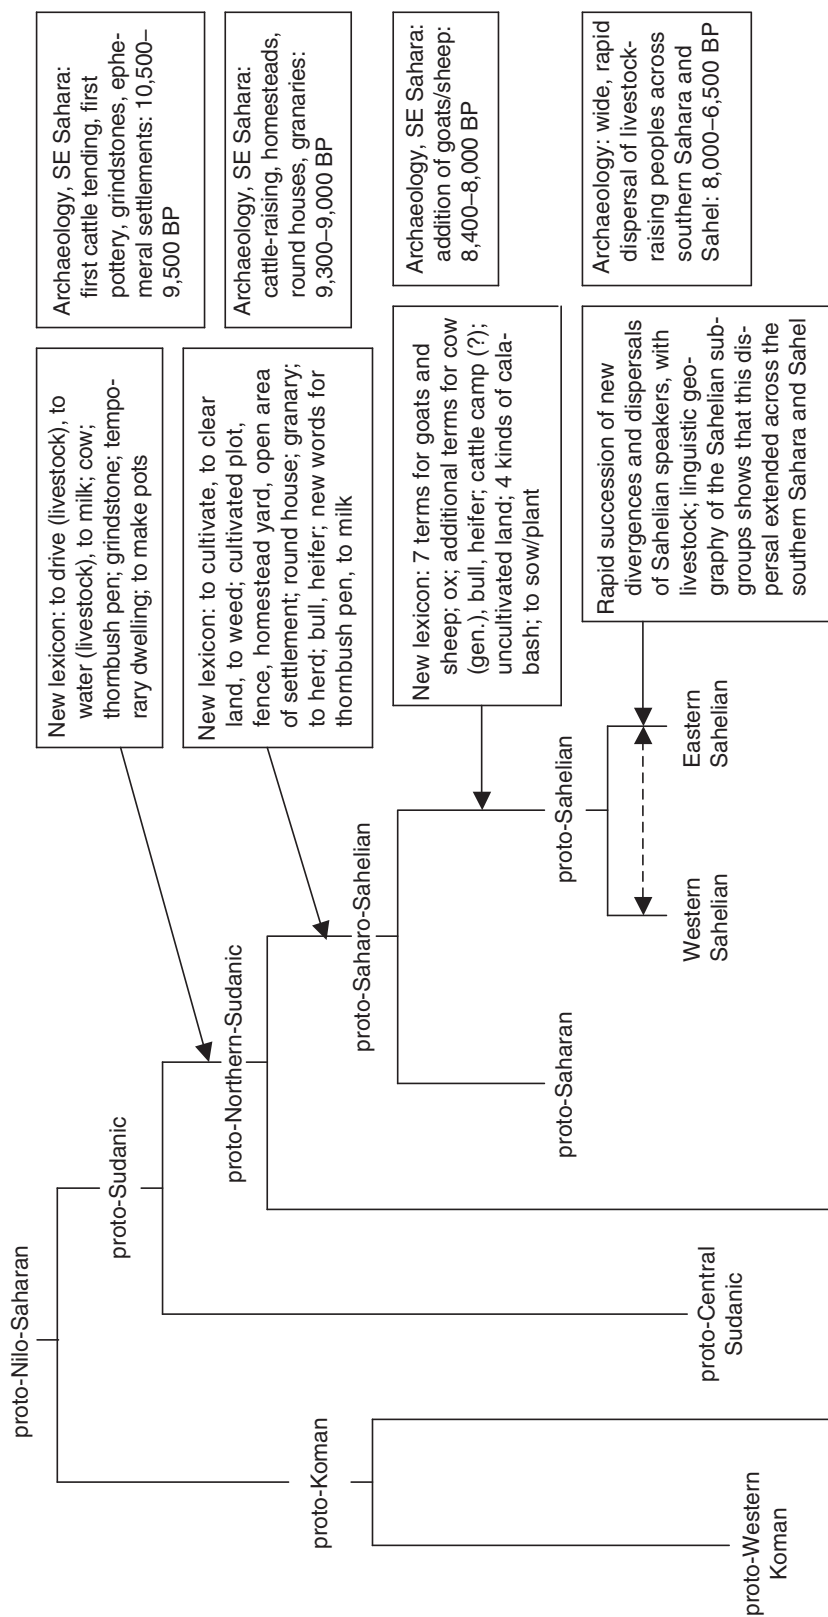 proto-Nilo-Saharan
proto-Koman
proto-Western
Koman
proto-Sudanic
proto-Central
Sudanic
proto-Northern-Sudanic
proto-Saharo-Sahelian
proto-Saharan
proto-Sahelian
Western
Sahelian
Eastern
Sahelian
New lexicon: to drive (livestock), to
water (livestock), to milk; cow;
thornbush pen; grindstone; tempo-
rary dwelling; to make pots
Archaeology, SE Sahara:
first cattle tending, first
pottery, grindstones, ephe-
meral settlements: 10,500–
9,500 BP
New lexicon: to cultivate, to clear
land, to weed; cultivated plot,
fence, homestead yard, open area
of settlement; round house; granary;
to herd; bull, heifer; new words for
thornbush pen, to milk
Archaeology, SE Sahara:
cattle-raising, homesteads,
round houses, granaries:
9,300–9,000 BP
New lexicon: 7 terms for goats and
sheep; ox; additional terms for cow
(gen.), bull, heifer; cattle camp (?);
uncultivated land; 4 kinds of cala-
bash; to sow/plant
Archaeology, SE Sahara:
addition of goats/sheep:
8,400–8,000 BP
Rapid succession of new
divergences and dispersals
of Sahelian speakers, with
livestock; linguistic geo-
graphy of the Sahelian sub-
groups shows that this dis-
persal extended across the
southern Sahara and Sahel
Archaeology: wide, rapid
dispersal of livestock-
raising peoples across
southern Sahara and
Sahel: 8,000–6,500 BP